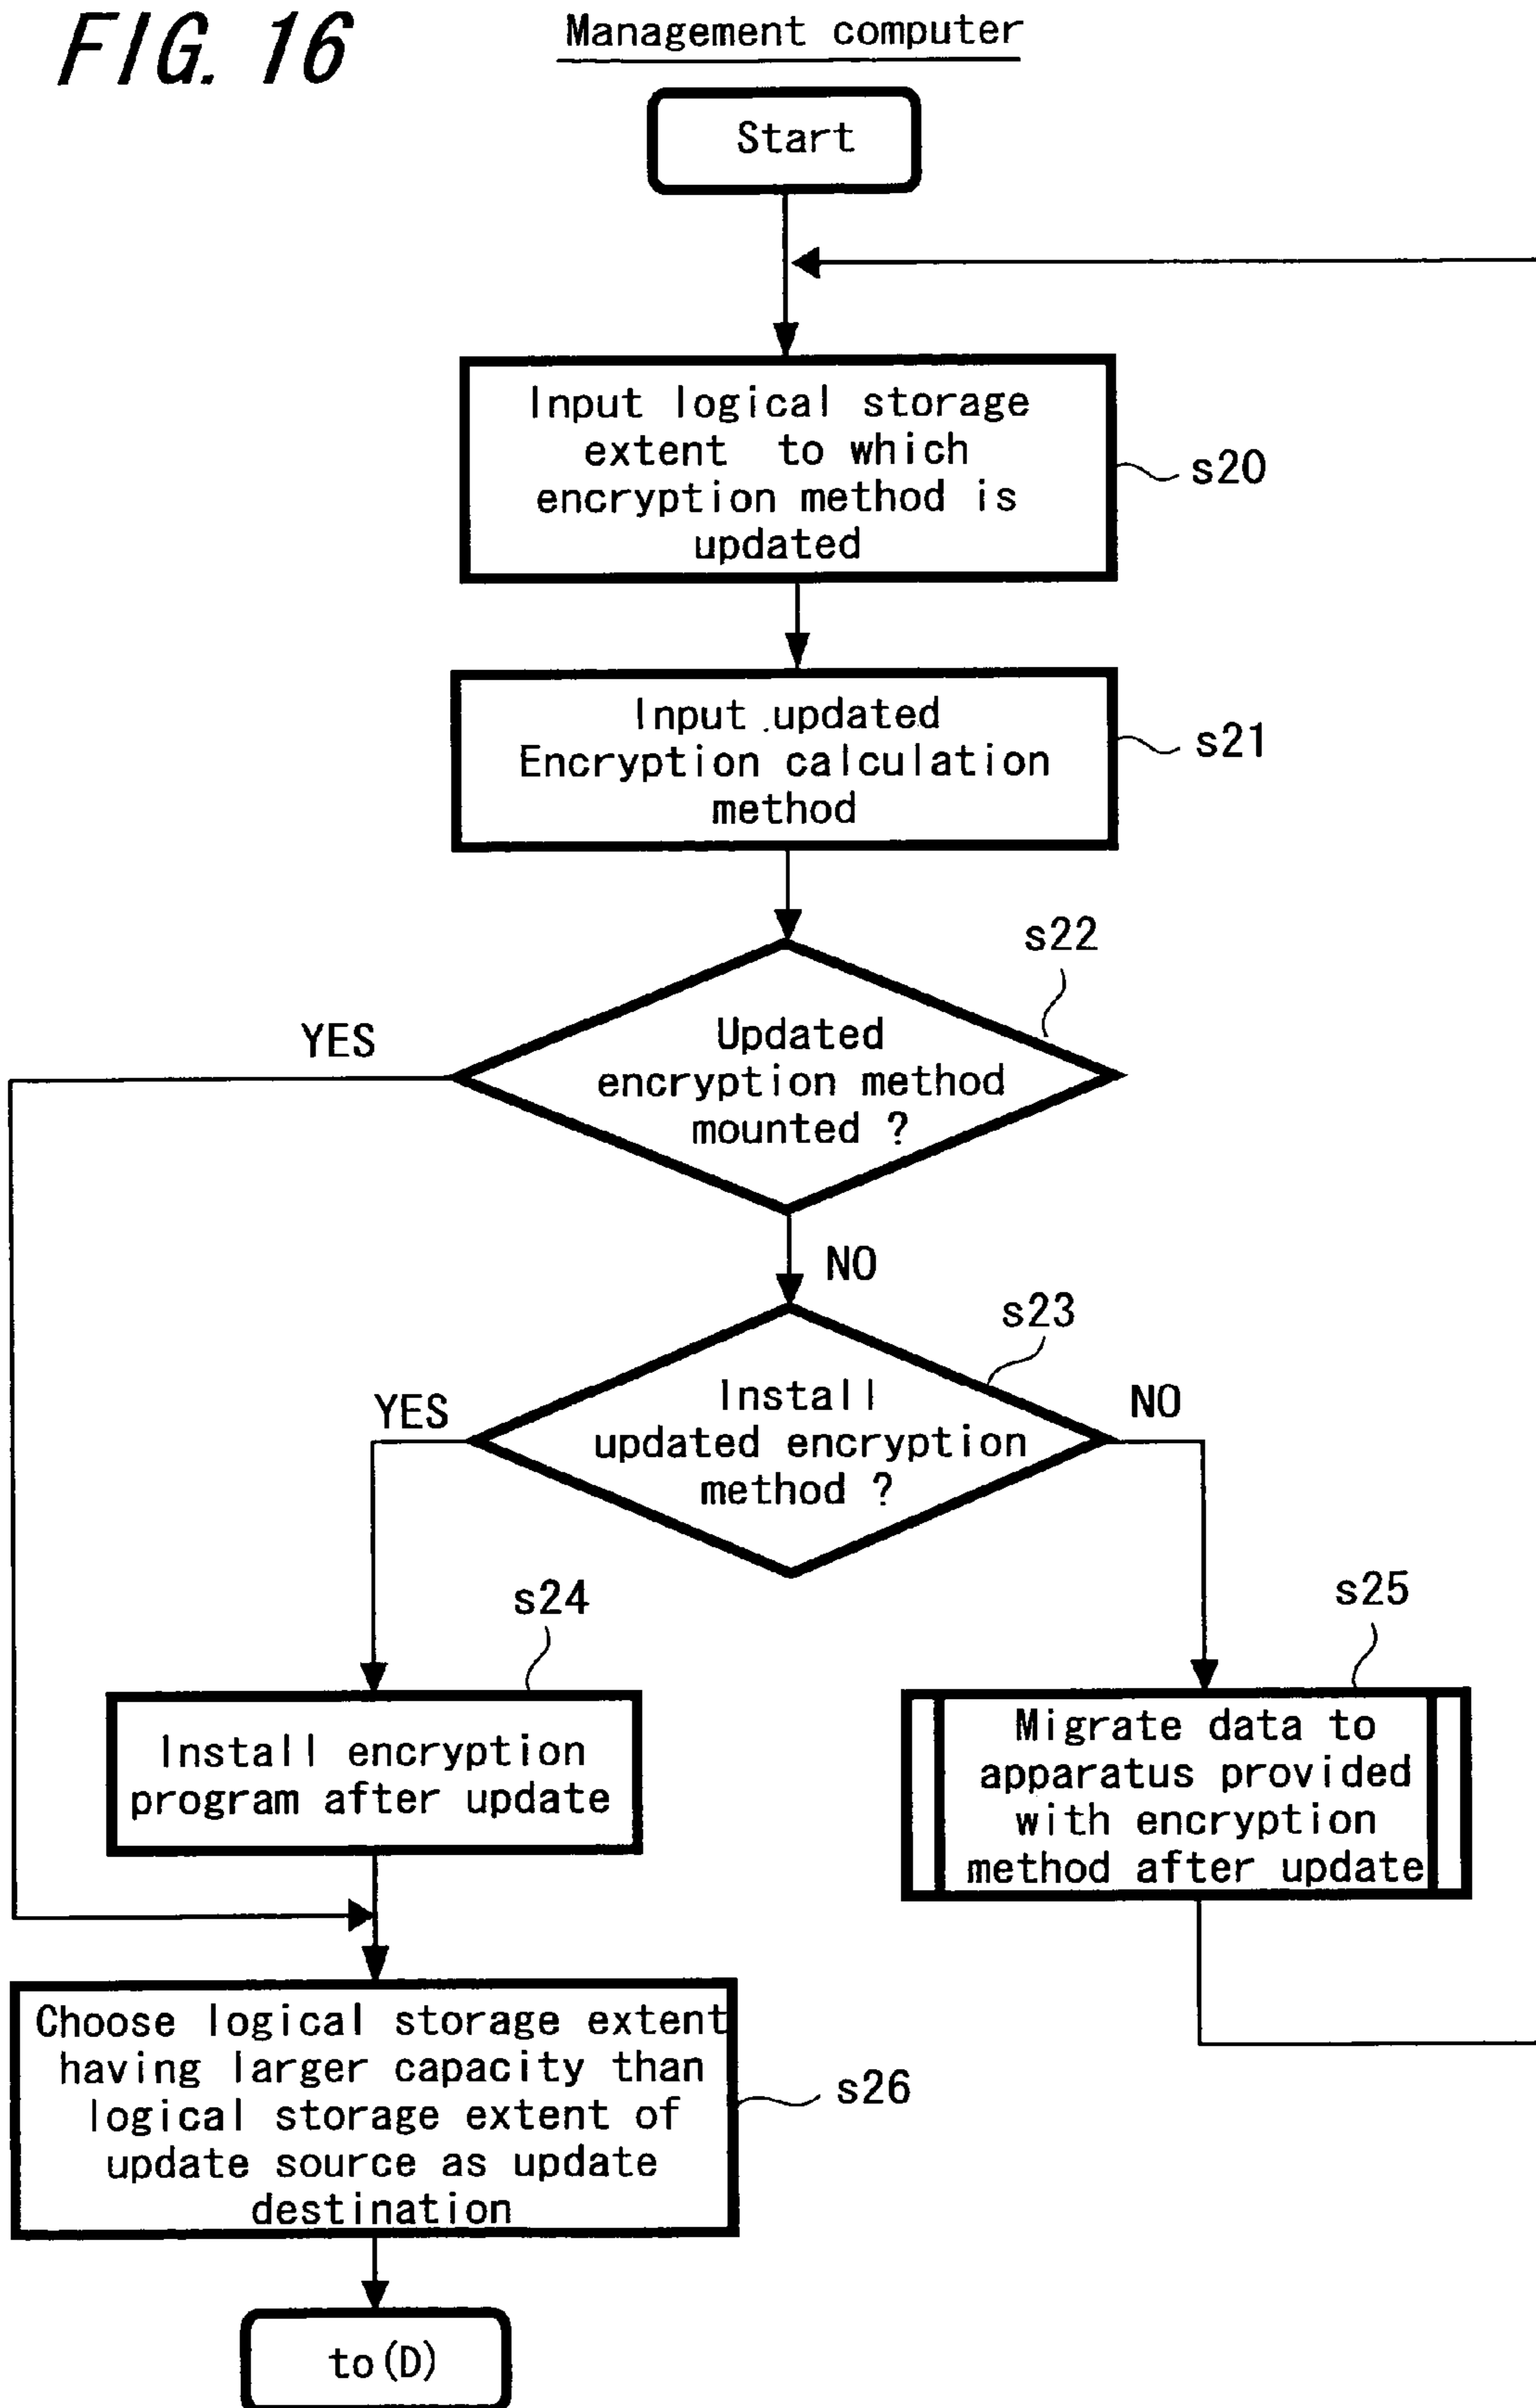 FIG. 16
Management computer
Start
Input logical storage
extent to which
encryption method is
updated
s20
Input updated
Encryption calculation
method
s21
s22
YES
Updated
encryption method
mounted ?
NO
s23
YES
Install
updated encryption
method ?
NO
s24
s25
Install encryption
program after update
Migrate data to
apparatus provided
with encryption
method after update
Choose logical storage extent
having larger capacity than
logical storage extent of
update source as update
destination
s26
to(D)